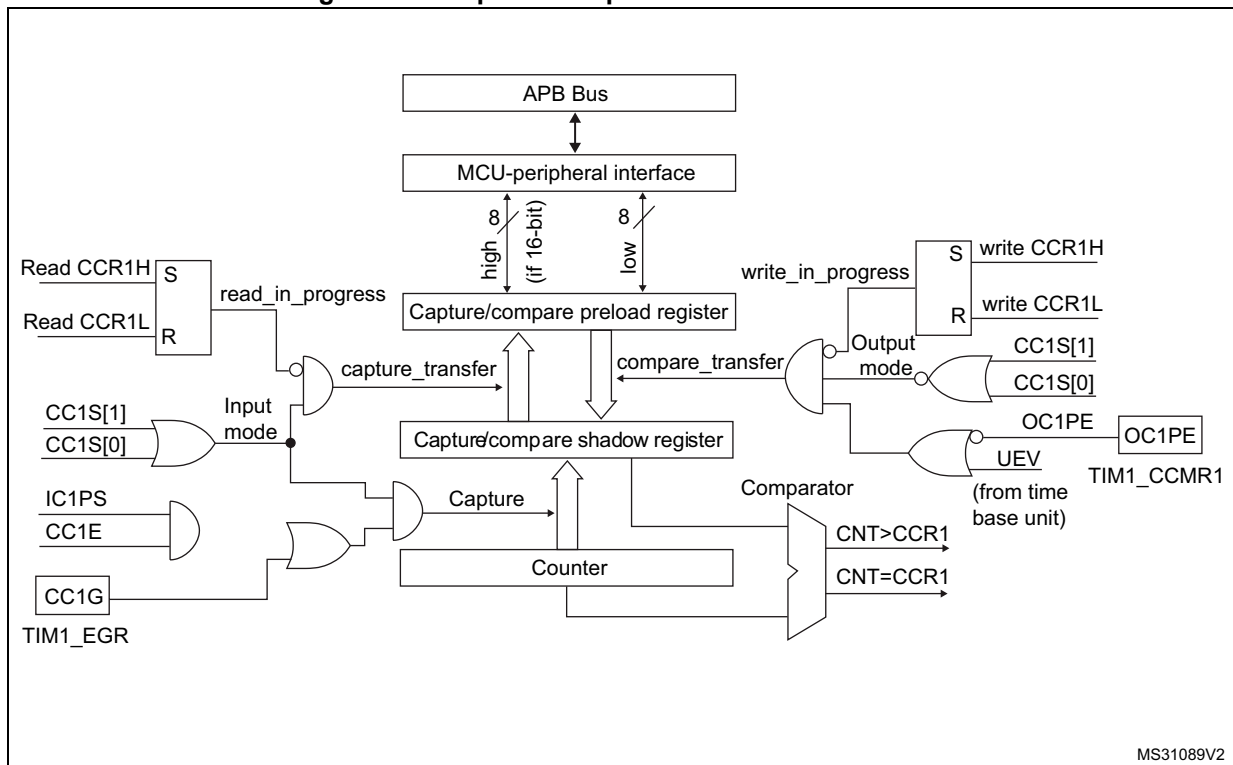 APB Bus
MCU-peripheral interface
8
high
(if 16-bit)
8
low
Read CCR1H
S
read_in_progress
Read CCR1L
R
write_in_progress
S
write CCR1H
R
write CCR1L
Capture/compare preload register
capture_transfer
compare_transfer
Output
mode
CC1S[1]
CC1S[0]
CC1S[1]
CC1S[0]
Input
mode
Capture/compare shadow register
OC1PE
OC1PE
UEV
TIM1_CCMR1
(from time
base unit)
IC1PS
CC1E
Capture
Comparator
CNT>CCR1
Counter
CNT=CCR1
CC1G
TIM1_EGR
MS31089V2